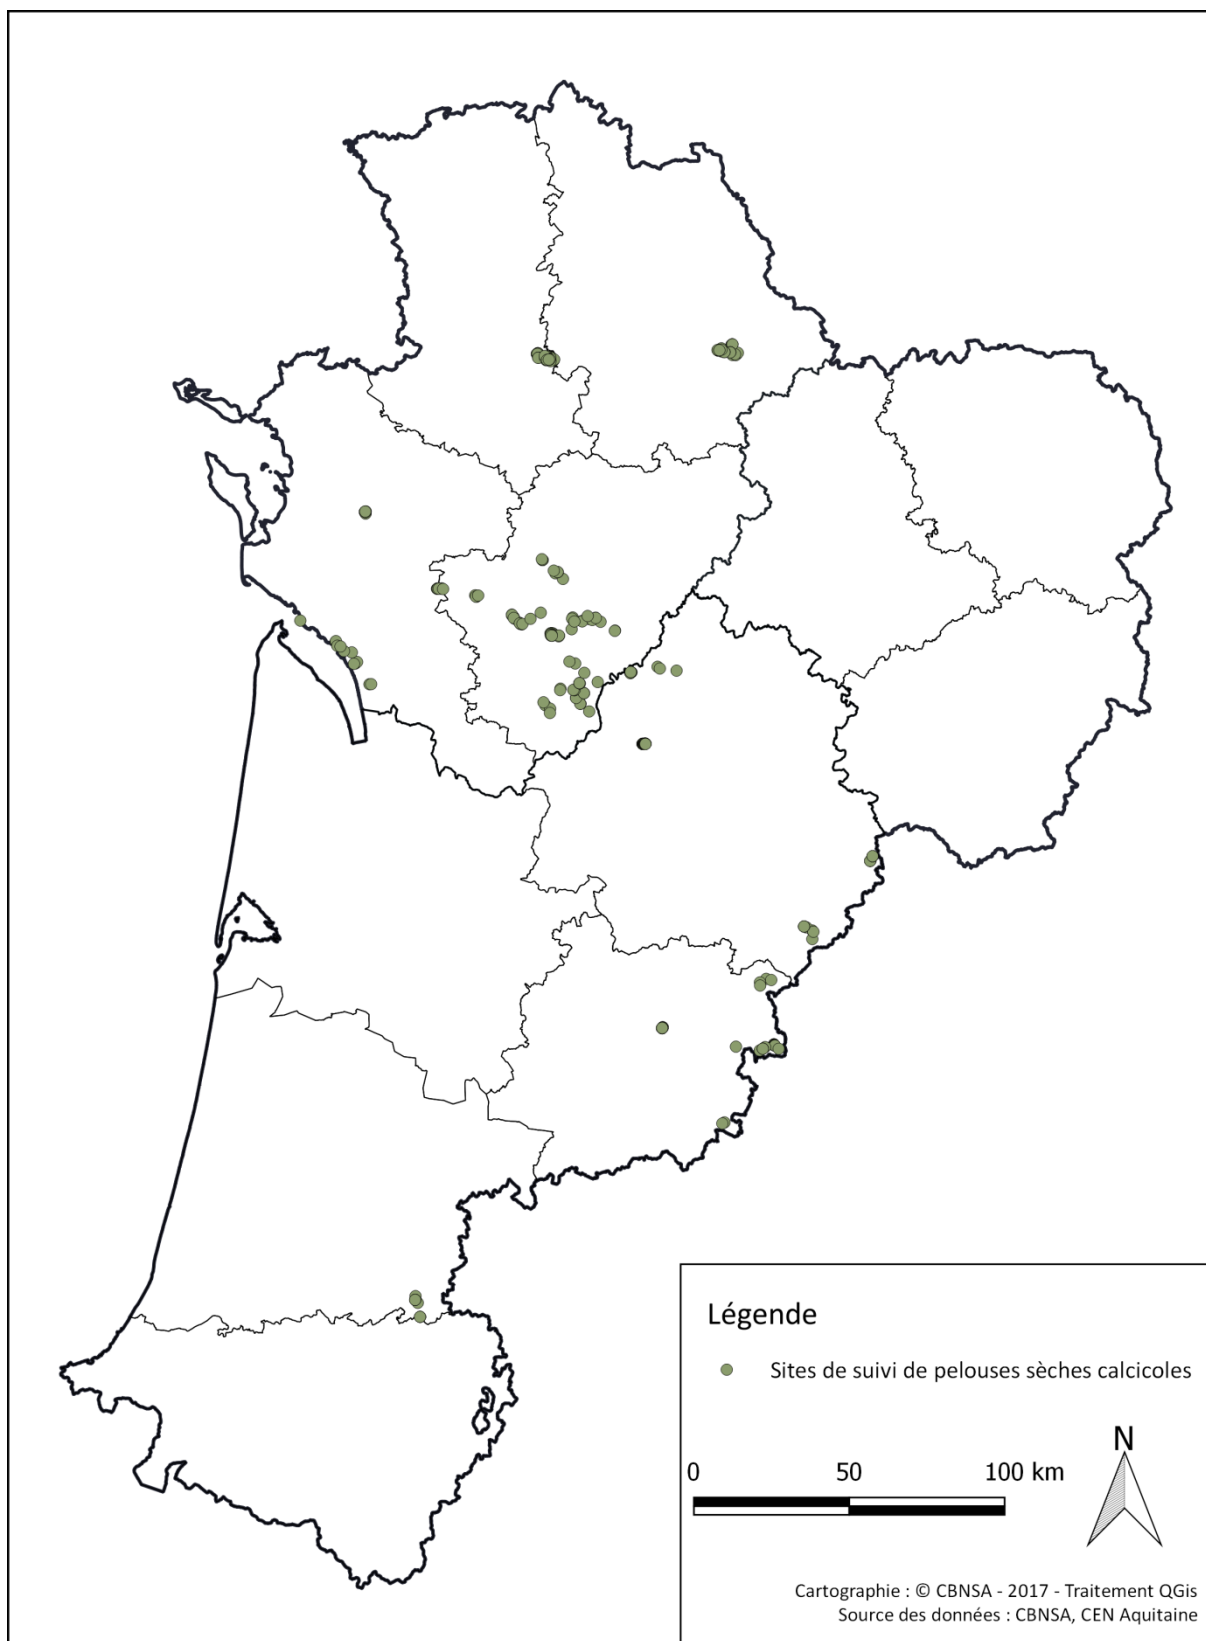 Légende
Sites de suivi de pelouses sèches calcicoles
N
0 50 100 km
Cartographie : © CBNSA - 2017 - Traitement QGis
Source des données : CBNSA, CEN Aquitaine